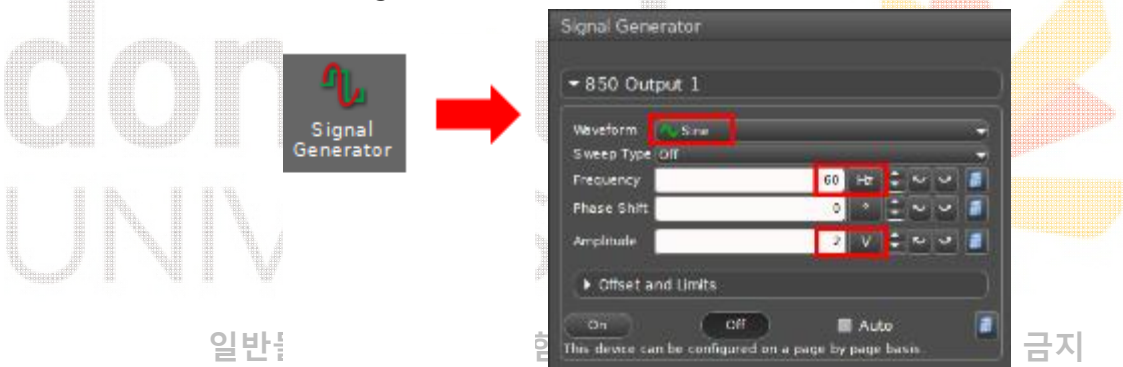 Signal Generator
850 Output 1
Signal
Generator
Waveform Sine
Sweep Type Off
Frequency 60 Hz
Phase Shift 0 °
Amplitude 2 V
Offset and Limits
On Off Auto
This device can be configured on a page by page basis.
UNIV
일반 금지